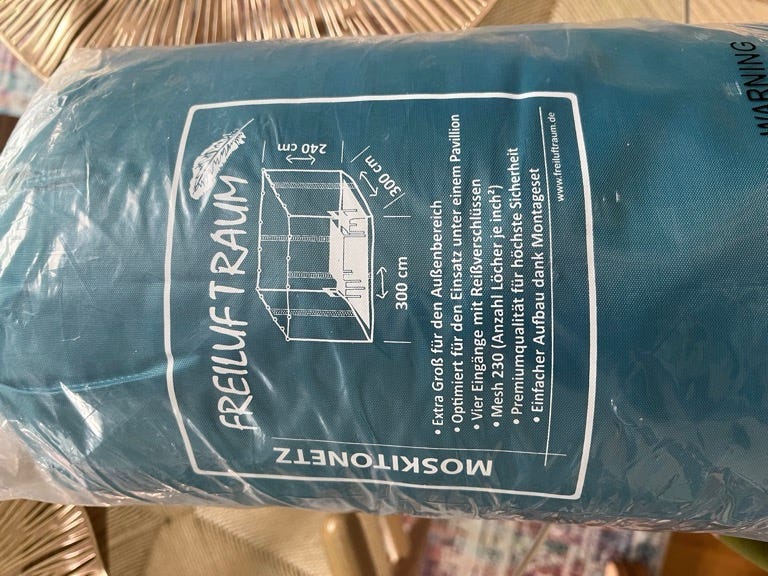 FREILUFTRAUM
240 cm
300 cm
300 cm
• Extra Groß für den Außenbereich
• Optimiert für den Einsatz unter einem Pavillion
• Vier Eingänge mit Reißverschlüssen
• Mesh 230 (Anzahl Löcher je inch²)
• Premiumqualität für höchste Sicherheit
• Einfacher Aufbau dank Montageset
www.freiluftraum.de
MOSKITONETZ
WARNING